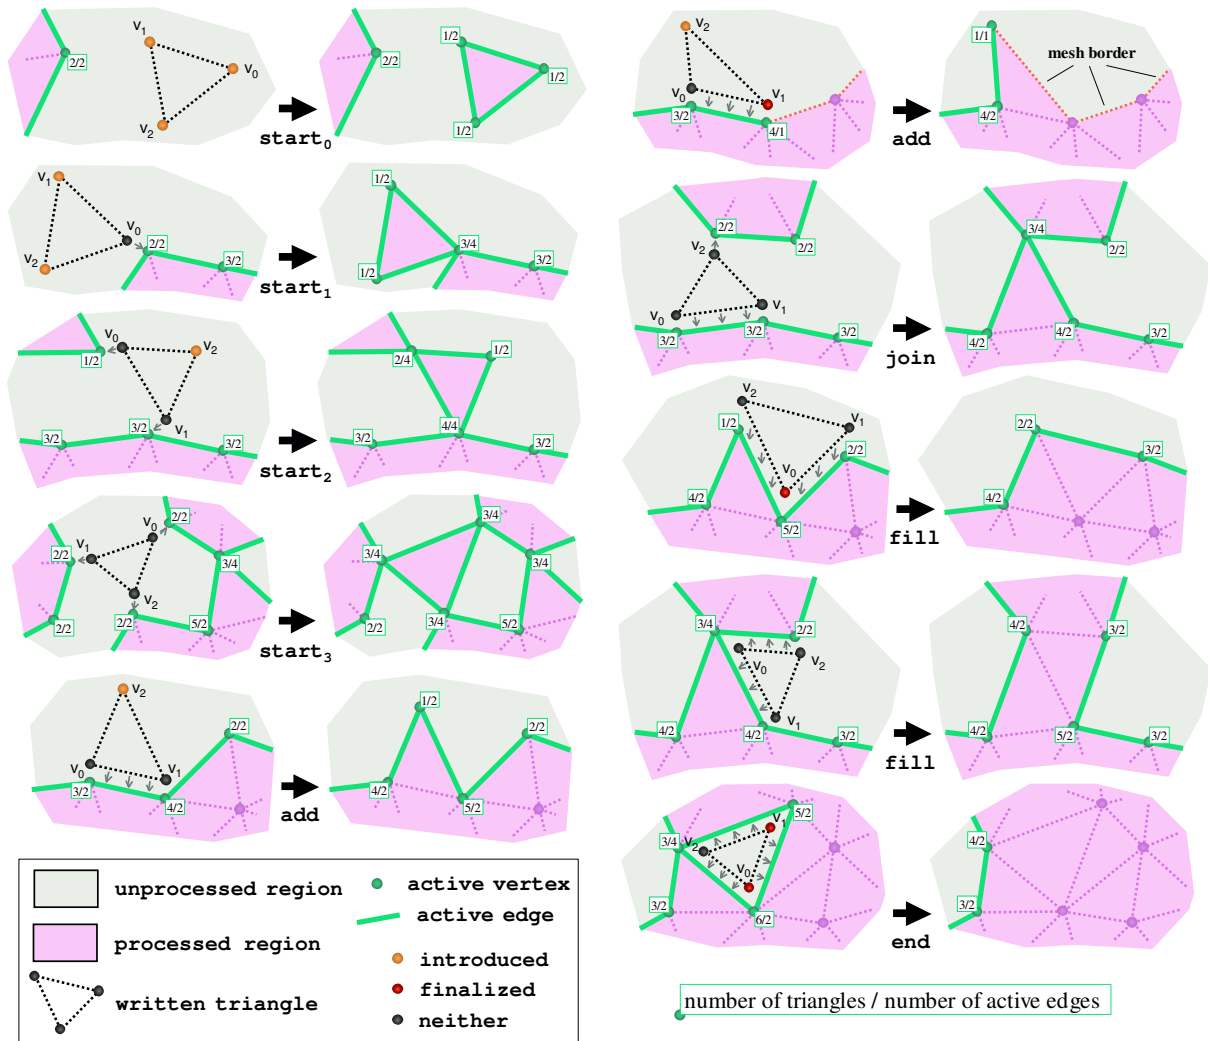 2/2
v1
v0
v2
start0
2/2
1/2
1/2
1/2
v1
v0
v2
2/2
3/2
start1
1/2
3/4
1/2
3/2
v0
v2
1/2
v1
3/2
3/2
3/2
start2
2/4
1/2
3/2
4/4
3/2
2/2
v0
v1
2/2
v2
3/4
2/2
2/2
5/2
start3
3/4
3/4
3/4
2/2
3/4
5/2
v2
v0
v1
3/2
4/2
2/2
add
1/2
4/2
5/2
2/2
unprocessed region
processed region
written triangle
active vertex
active edge
introduced
finalized
neither
v2
v0
v1
3/2
4/1
add
1/1
mesh border
4/2
2/2
v2
2/2
v0
v1
3/2
3/2
3/2
join
3/4
2/2
4/2
4/2
3/2
v2
1/2
v1
2/2
v0
4/2
5/2
fill
2/2
3/2
4/2
3/4
2/2
v0
v2
v1
4/2
4/2
3/2
fill
4/2
3/2
4/2
5/2
3/2
5/2
v1
3/4
v2
v0
3/2
6/2
end
4/2
3/2
number of triangles / number of active edges